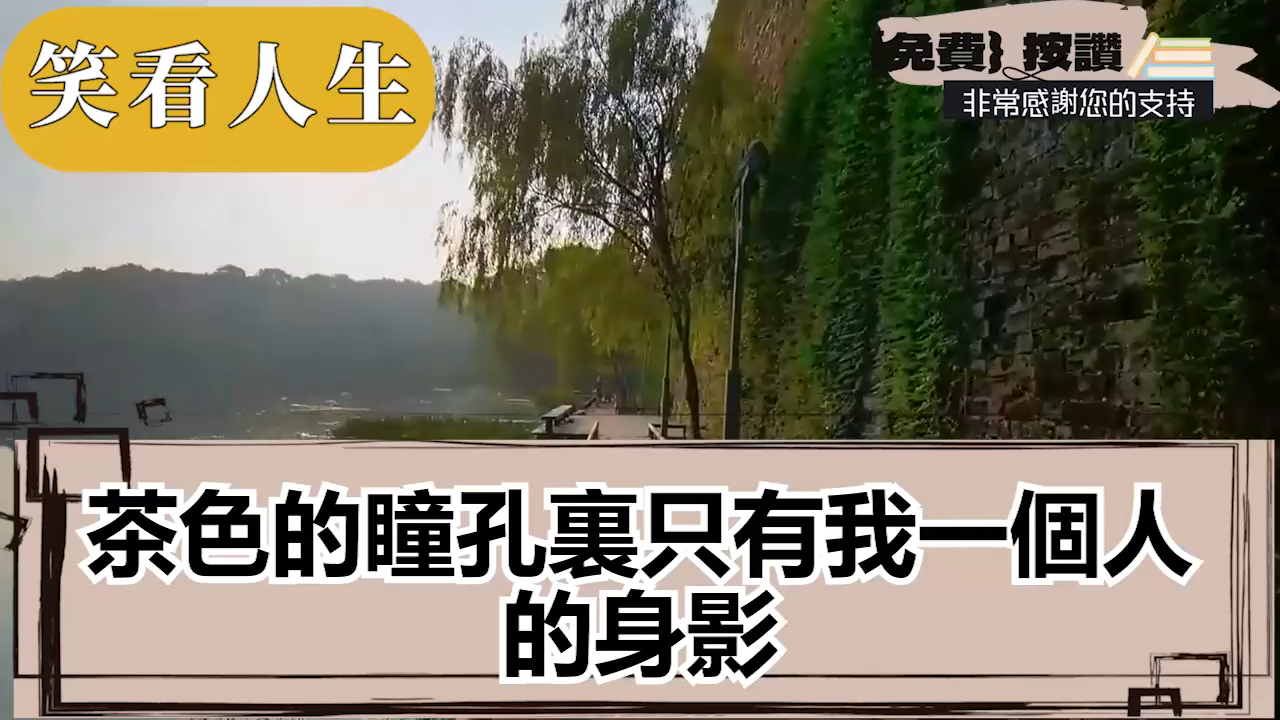 笑看人生
免費 按讚
非常感謝您的支持
茶色的瞳孔裏只有我一個人
的身影